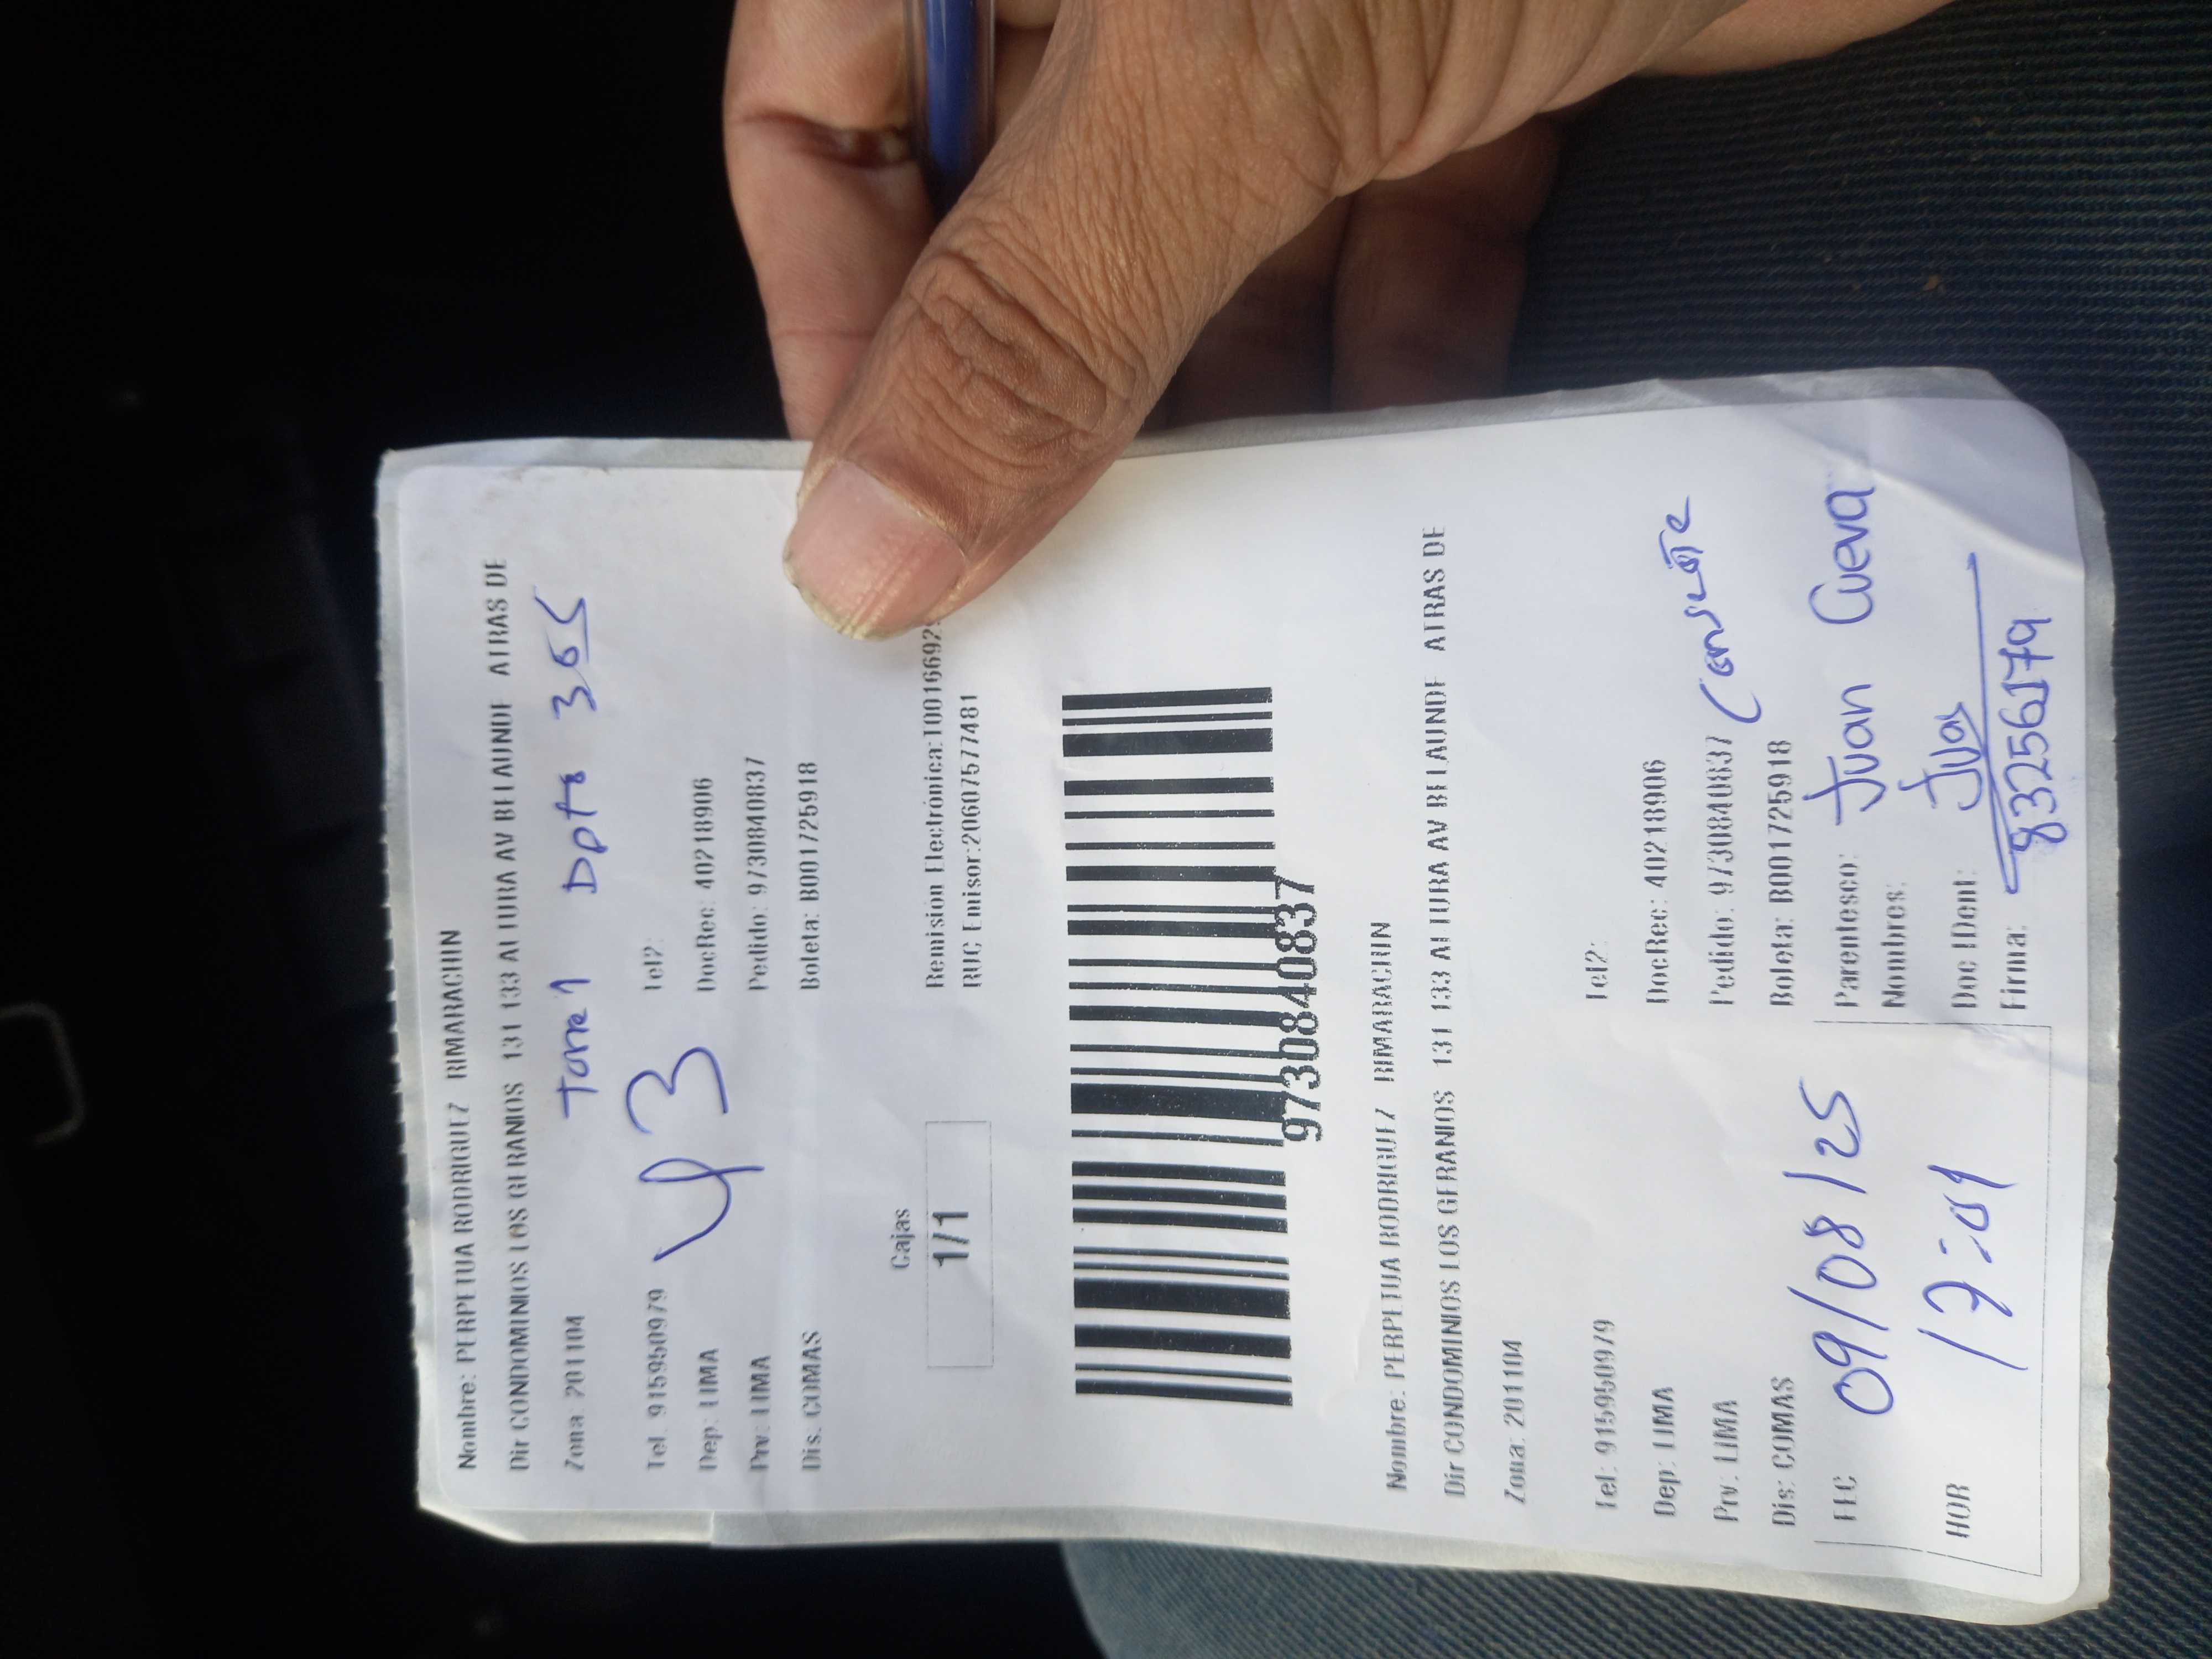 Nombre: PERPETUA RODRIGUEZ RIMARACHIN
Dir CONDOMINIOS LOS GERANIOS 131 133 ALTURA AV BELAUNDE ATRAS DE
Zona: 201104
Torre 1 Dpto 305
Tel. 915950979 Tel2:
43
Dep: LIMA DocRec: 40218906
Prv: LIMA Pedido: 9730840837
Dis. COMAS Boleta: B001725918
Cajas
1/1
Remisión Electrónica:
RUC Emisor:20607577481
9730840837
Nombre: PERPETUA RODRIGUEZ RIMARACHIN
Dir CONDOMINIOS LOS GERANIOS 131 133 ALTURA AV BELAUNDE ATRAS DE
Zona: 201104
Tel: 915950979 Tel2:
Dep: LIMA DocRec: 40218906
Prv: LIMA Pedido: 9730840837
Dis: COMAS Boleta: B001725918
FEC 09/08/25 Parentesco: Juan Cueva
Nombres:
HOR 17:01 Doc IDent:
Firma: 83256179